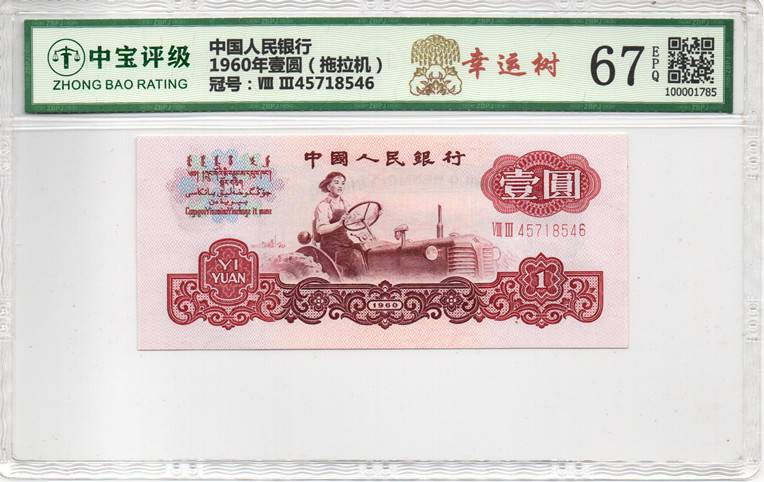 中宝评级
ZHONG BAO RATING
中国人民银行
1960年壹圆（拖拉机）
冠号：Ⅷ Ⅲ45718546
幸运树
67
EPQ
100001785
中國人民銀行
壹圓
Ⅷ Ⅲ 45718546
YI
YUAN
1960
1